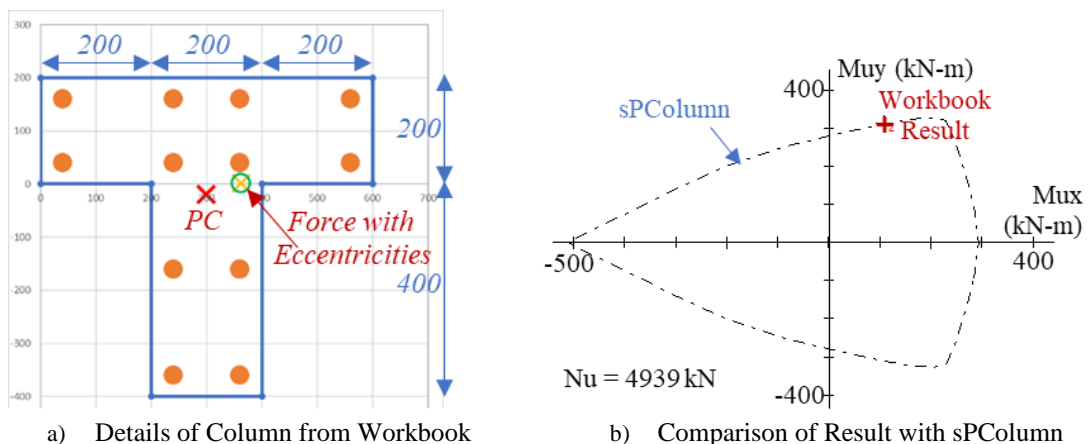 300
200
200
200
200
200
100
200
0
0
100
200
300
400
500
600
700
PC
Force with
Eccentricities
-100
400
-200
-300
-400
a) Details of Column from Workbook
Muy (kN-m)
400
Workbook
Result
sPColumn
Mux
(kN-m)
-500
400
Nu = 4939 kN
-400
b) Comparison of Result with sPColumn